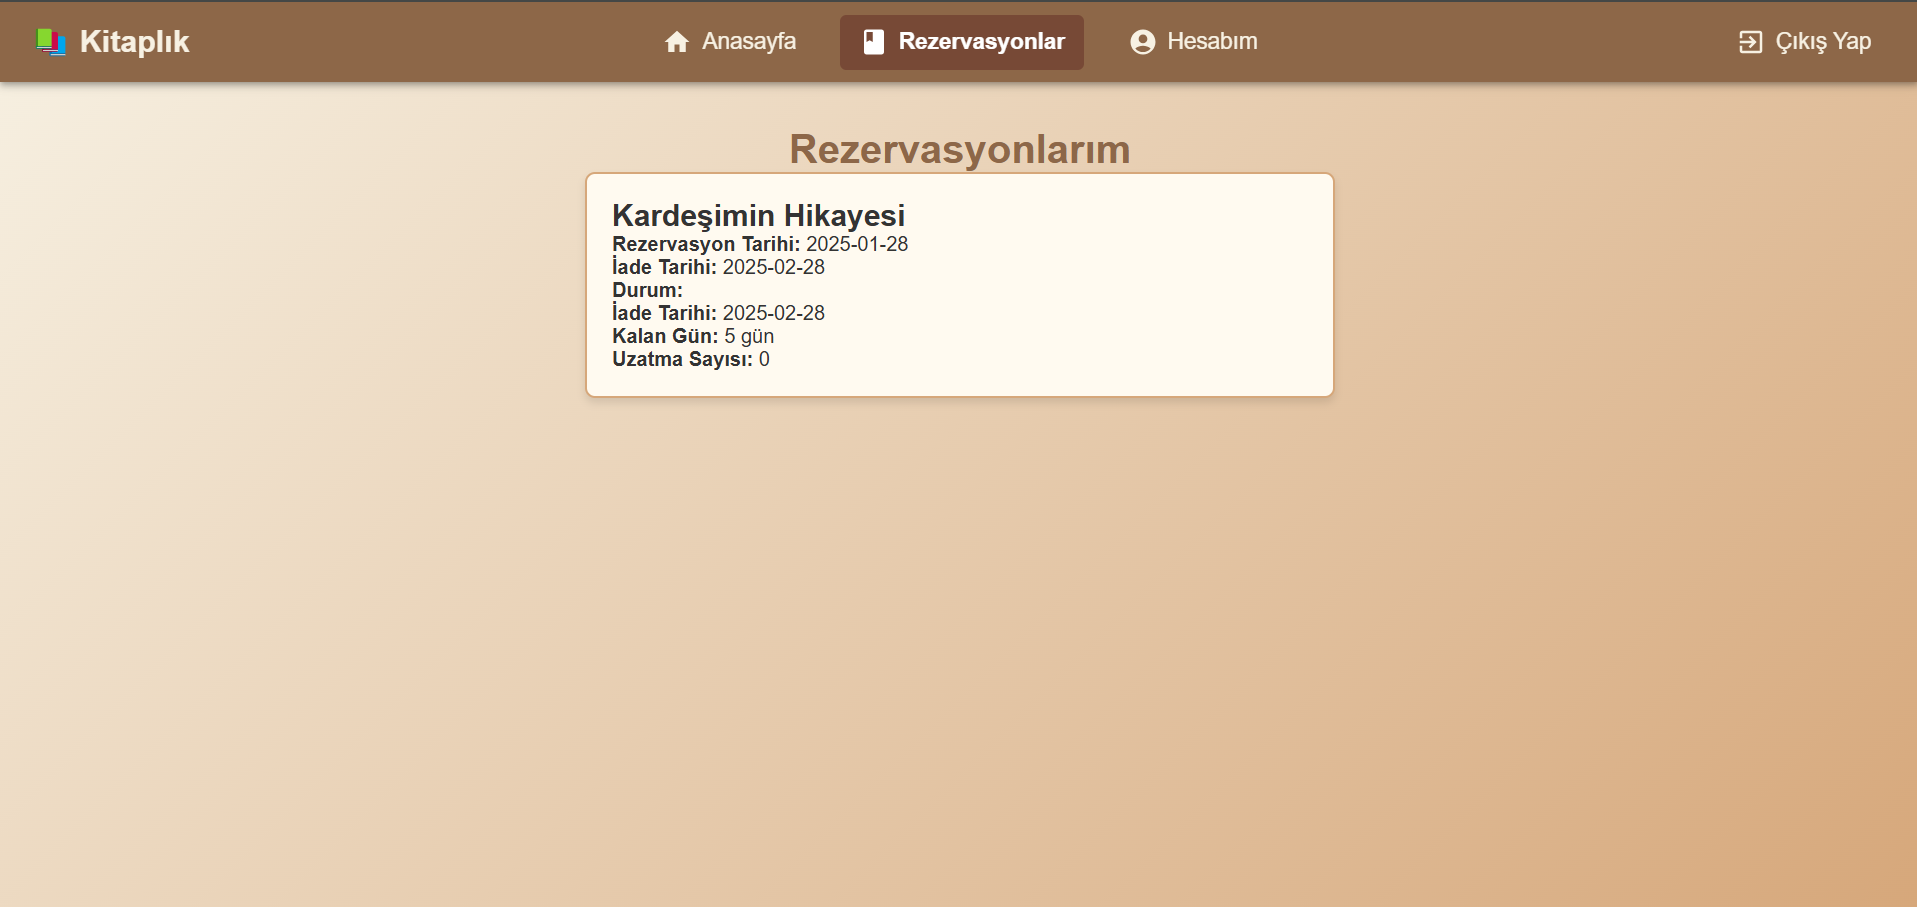 Kitaplık
Anasayfa
Rezervasyonlar
Hesabım
Çıkış Yap
Rezervasyonlarım
Kardeşimin Hikayesi
Rezervasyon Tarihi: 2025-01-28
İade Tarihi: 2025-02-28
Durum:
İade Tarihi: 2025-02-28
Kalan Gün: 5 gün
Uzatma Sayısı: 0